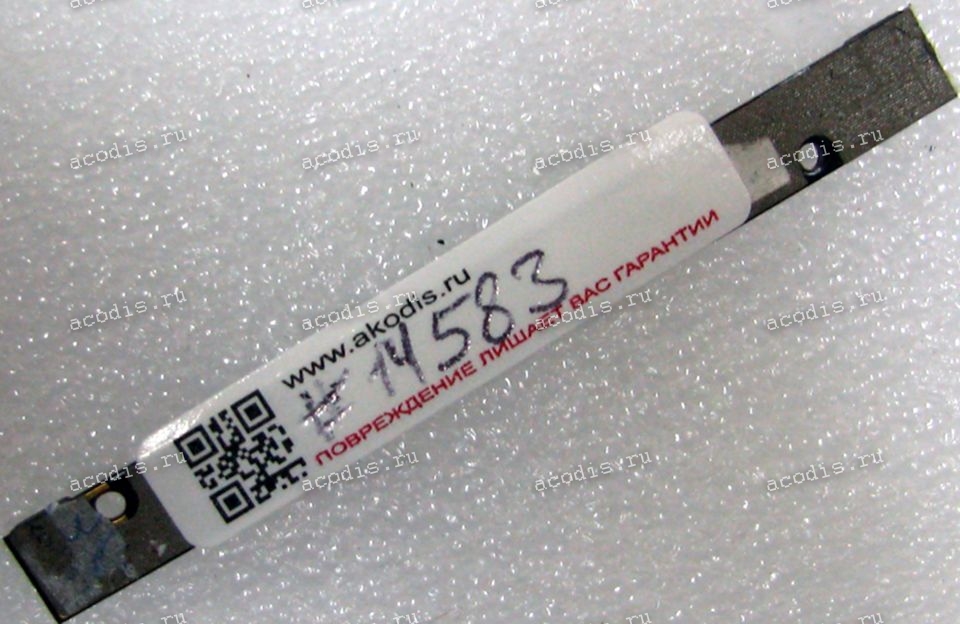 www.akodis.ru
# 14583
ПОВРЕЖДЕНИЕ ЛИШАЕТ ВАС ГАРАНТИИ
acodis.ru